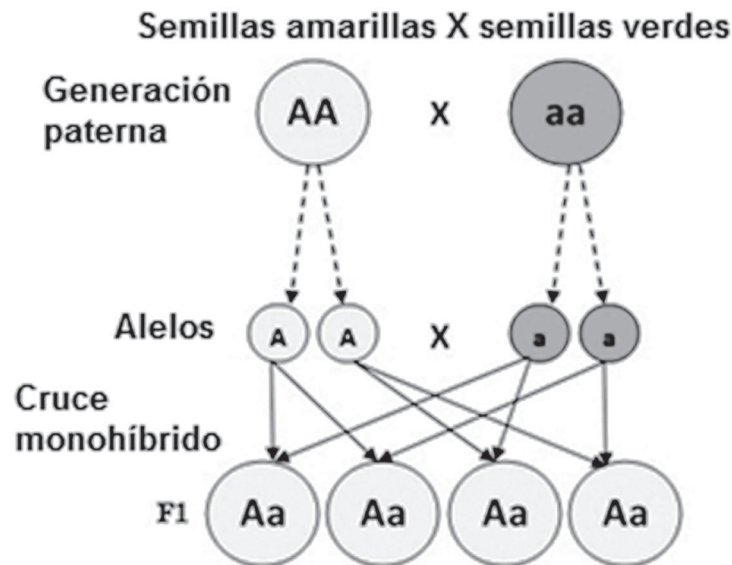 Semillas amarillas X semillas verdes
Generación
paterna
AA X aa
Alelos
A A X a a
Cruce
monohíbrido
F1 Aa Aa Aa Aa